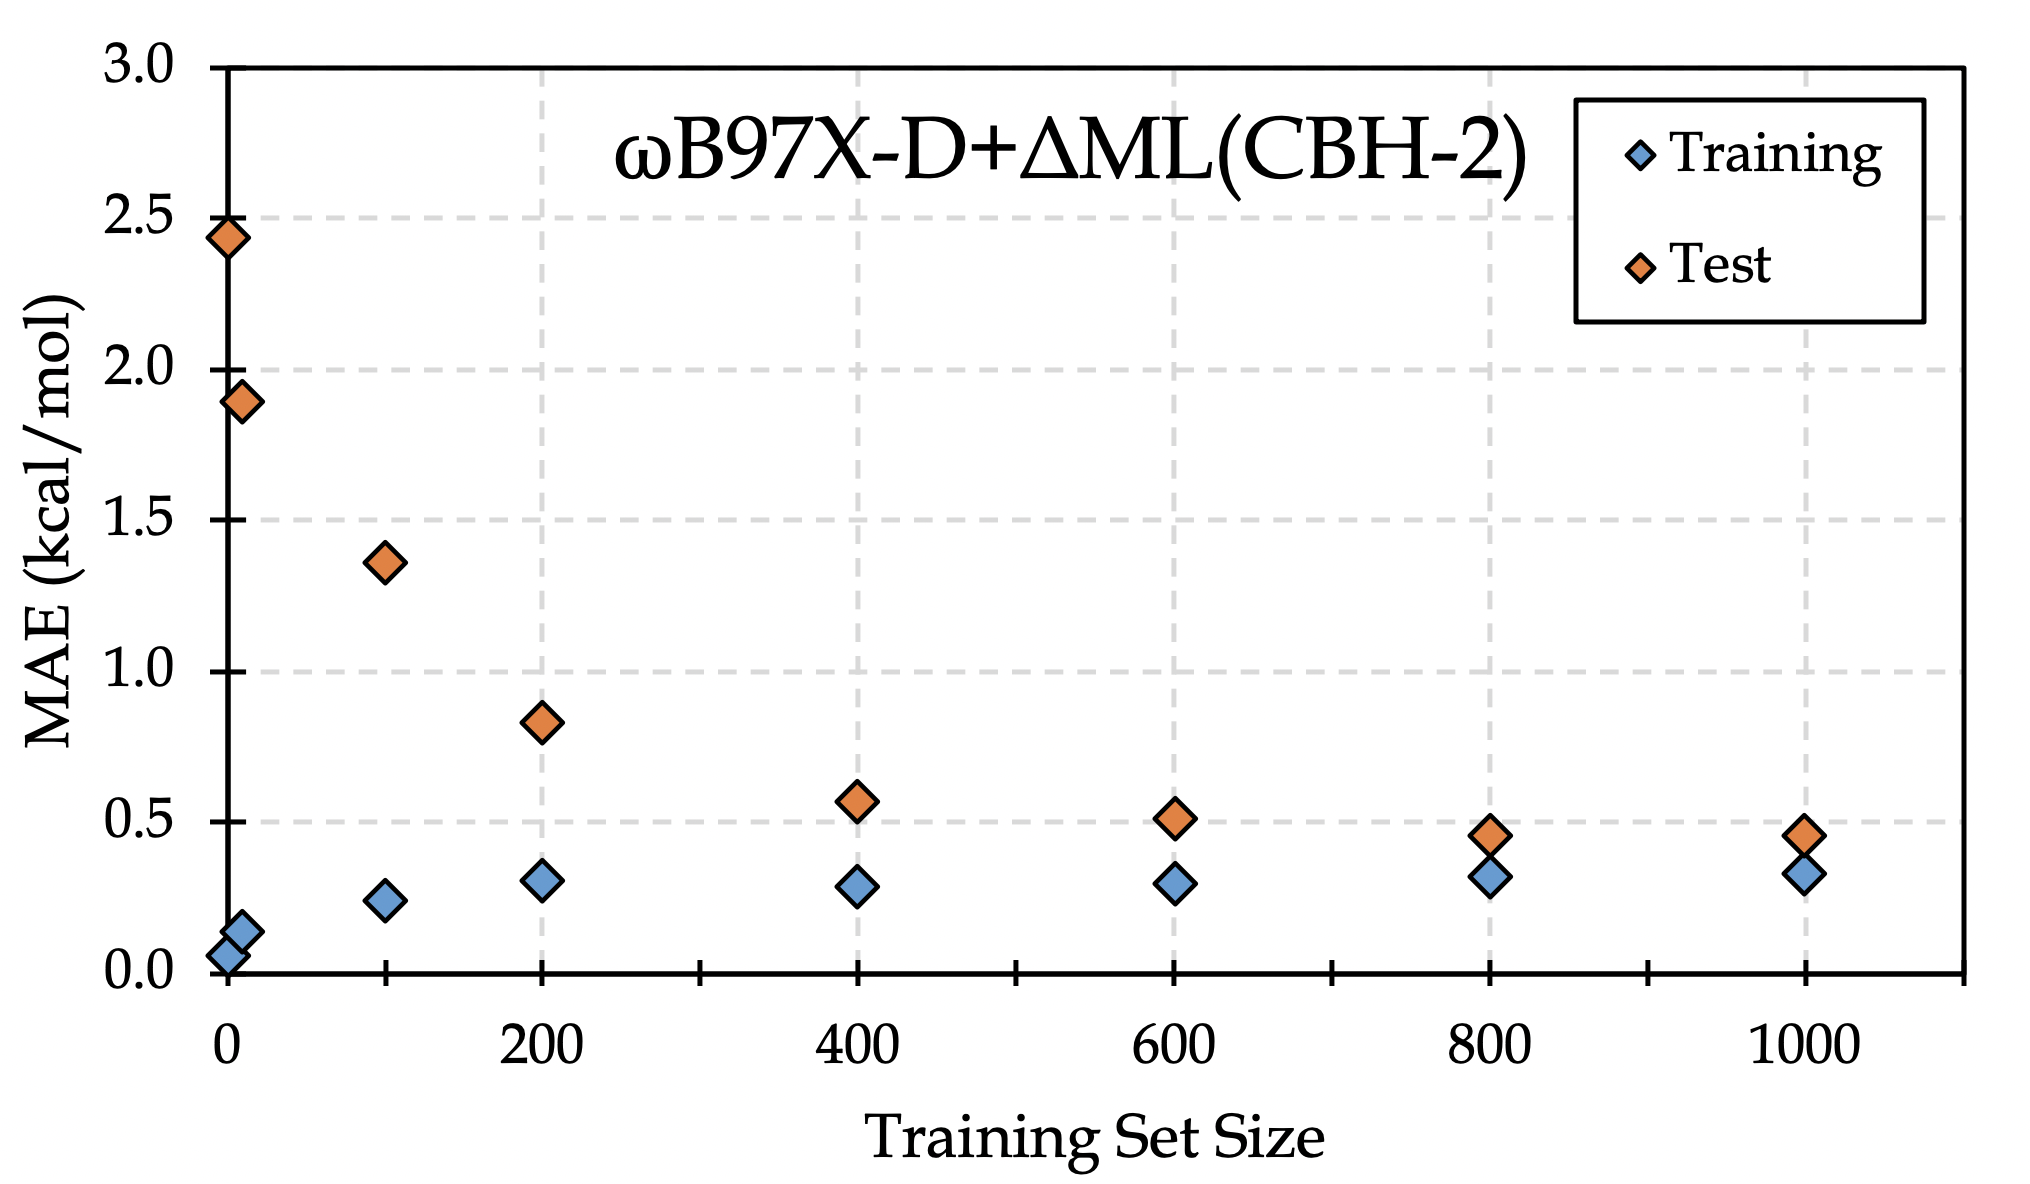 ωB97X-D+ΔML(CBH-2)
Training
Test
MAE (kcal/mol)
3.0
2.5
2.0
1.5
1.0
0.5
0.0
0 200 400 600 800 1000
Training Set Size